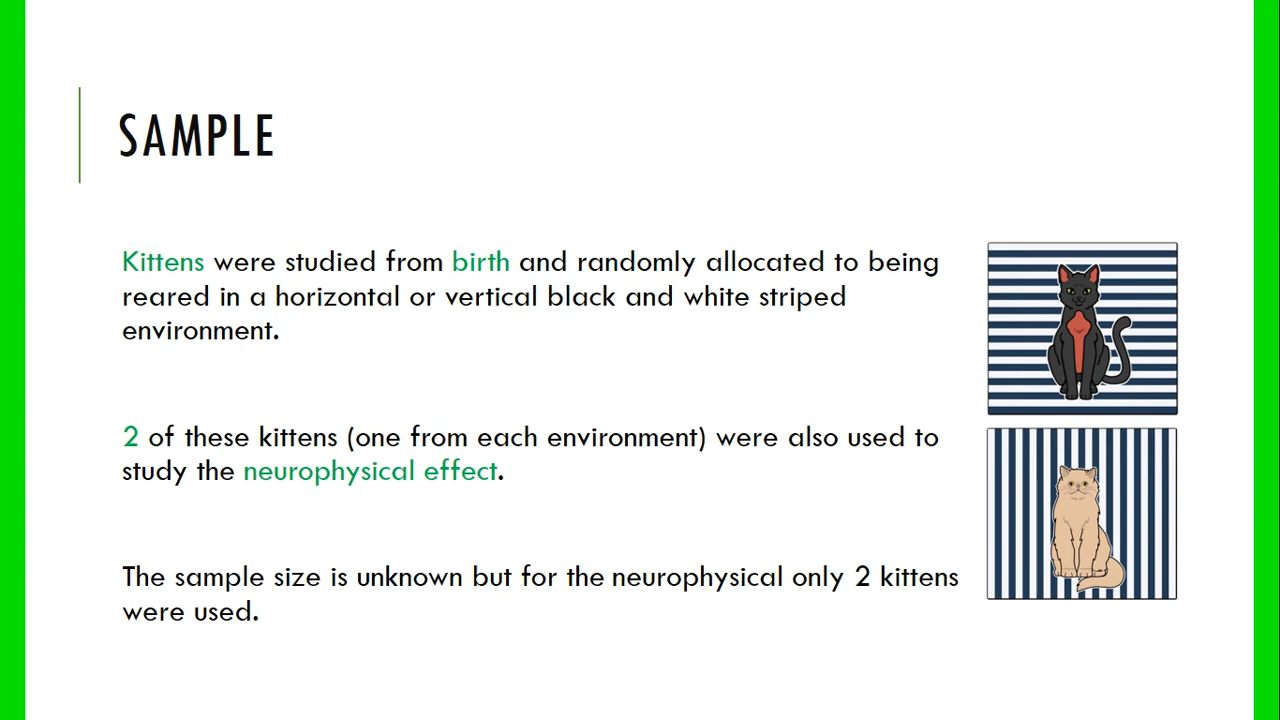 SAMPLE
Kittens were studied from birth and randomly allocated to being
reared in a horizontal or vertical black and white striped
environment.
2 of these kittens (one from each environment) were also used to
study the neurophysical effect.
The sample size is unknown but for the neurophysical only 2 kittens
were used.